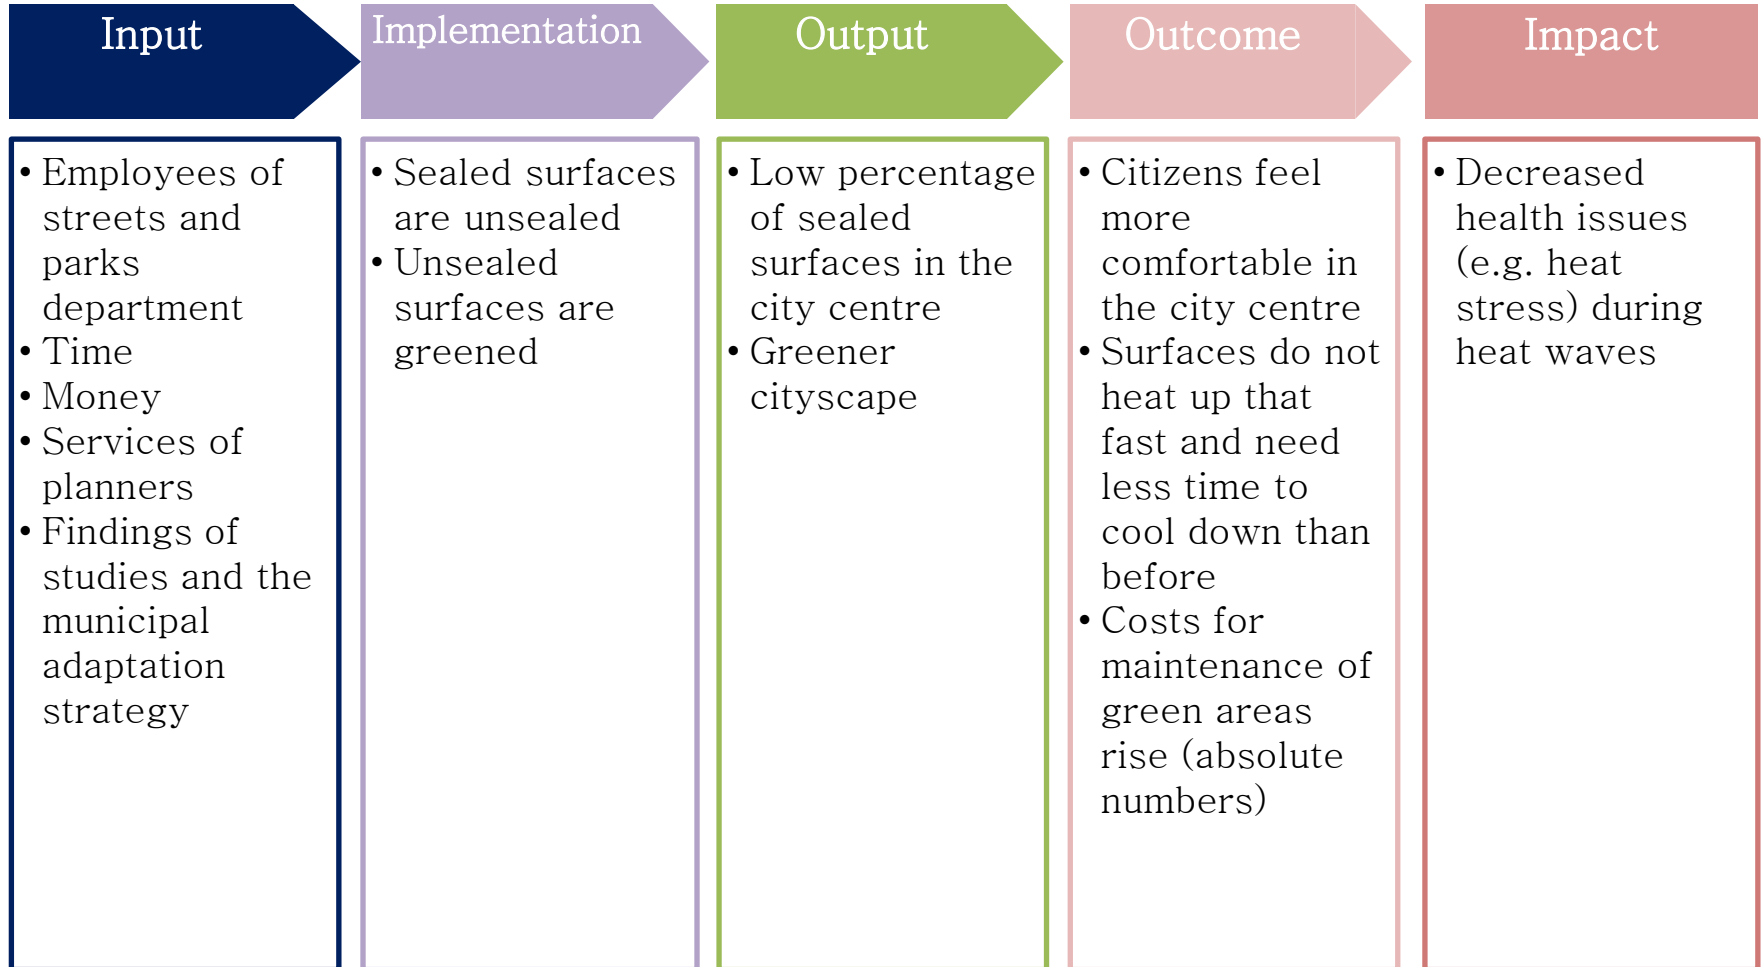 Input
Implementation
Output
Outcome
Impact
• Employees of
streets and
parks
department
• Time
• Money
• Services of
planners
• Findings of
studies and the
municipal
adaptation
strategy
• Sealed surfaces
are unsealed
• Unsealed
surfaces are
greened
• Low percentage
of sealed
surfaces in the
city centre
• Greener
cityscape
• Citizens feel
more
comfortable in
the city centre
• Surfaces do not
heat up that
fast and need
less time to
cool down than
before
• Costs for
maintenance of
green areas
rise (absolute
numbers)
• Decreased
health issues
(e.g. heat
stress) during
heat waves